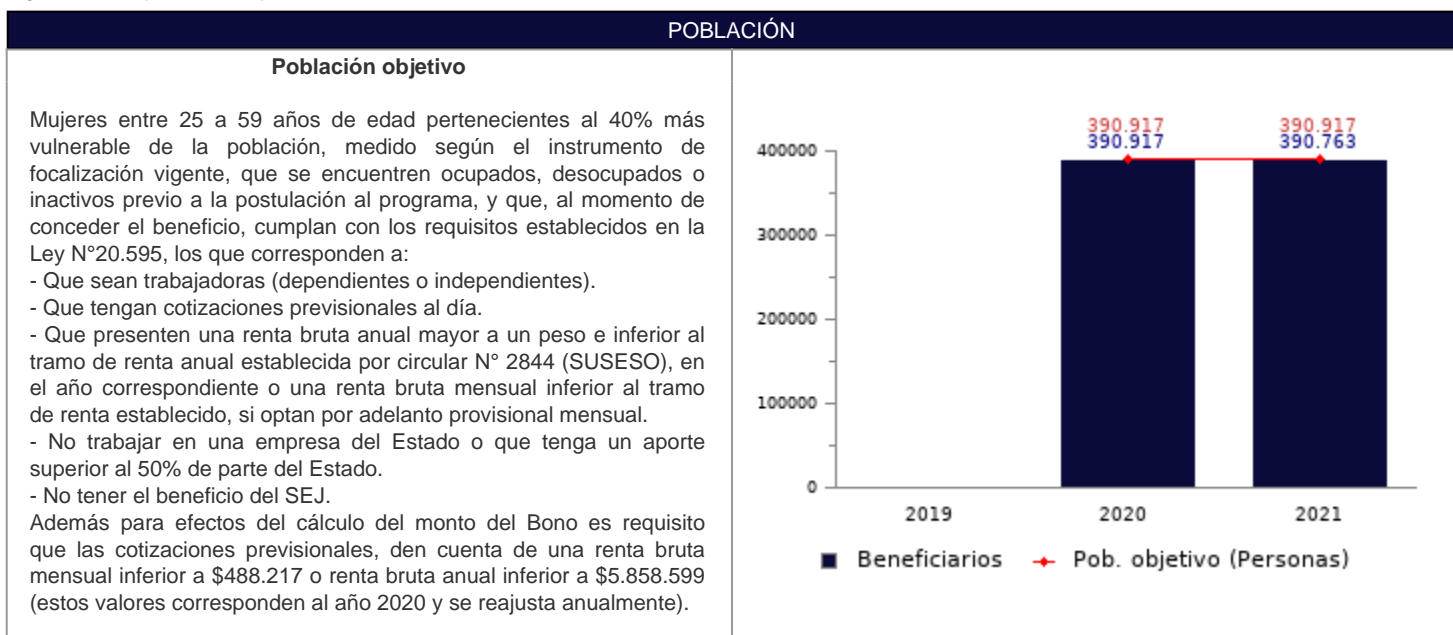 POBLACIÓN
Población objetivo
Mujeres entre 25 a 59 años de edad pertenecientes al 40% más
vulnerable de la población, medido según el instrumento de
focalización vigente, que se encuentren ocupados, desocupados o
inactivos previo a la postulación al programa, y que, al momento de
conceder el beneficio, cumplan con los requisitos establecidos en la
Ley N°20.595, los que corresponden a:
- Que sean trabajadoras (dependientes o independientes).
- Que tengan cotizaciones previsionales al día.
- Que presenten una renta bruta anual mayor a un peso e inferior al
tramo de renta anual establecida por circular N° 2844 (SUSESO), en
el año correspondiente o una renta bruta mensual inferior al tramo
de renta establecido, si optan por adelanto provisional mensual.
- No trabajar en una empresa del Estado o que tenga un aporte
superior al 50% de parte del Estado.
- No tener el beneficio del SEJ.
Además para efectos del cálculo del monto del Bono es requisito
que las cotizaciones previsionales, den cuenta de una renta bruta
mensual inferior a $488.217 o renta bruta anual inferior a $5.858.599
(estos valores corresponden al año 2020 y se reajusta anualmente).
390.917 390.917
390.917 390.763
400000
300000
200000
100000
0
2019 2020 2021
Beneficiarios Pob. objetivo (Personas)